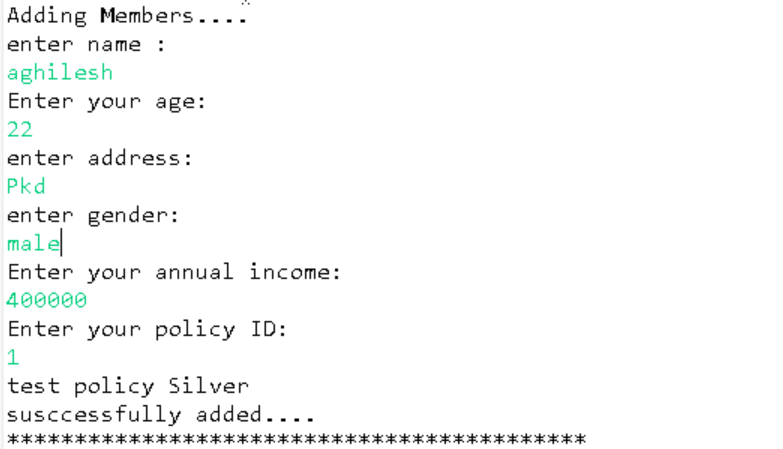 Adding Members....
enter name :
aghilesh
Enter your age:
22
enter address:
Pkd
enter gender:
male
Enter your annual income:
400000
Enter your policy ID:
1
test policy Silver
susccessfully added....
*******************************************